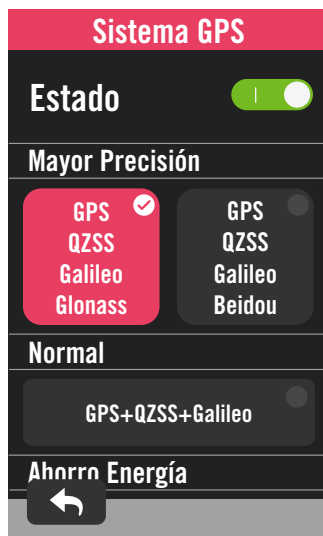 Sistema GPS
Estado
Mayor Precisión
GPS
QZSS
Galileo
Glonass
GPS
QZSS
Galileo
Beidou
Normal
GPS+QZSS+Galileo
Ahorro Energía